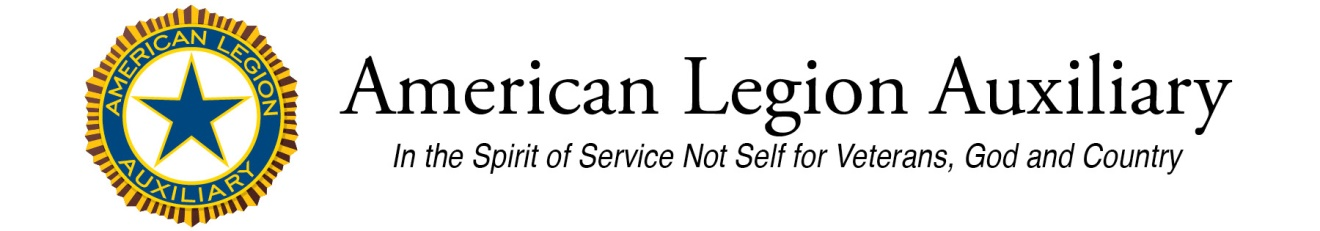 AMERICAN LEGION
AUXILIARY
American Legion Auxiliary
In the Spirit of Service Not Self for Veterans, God and Country